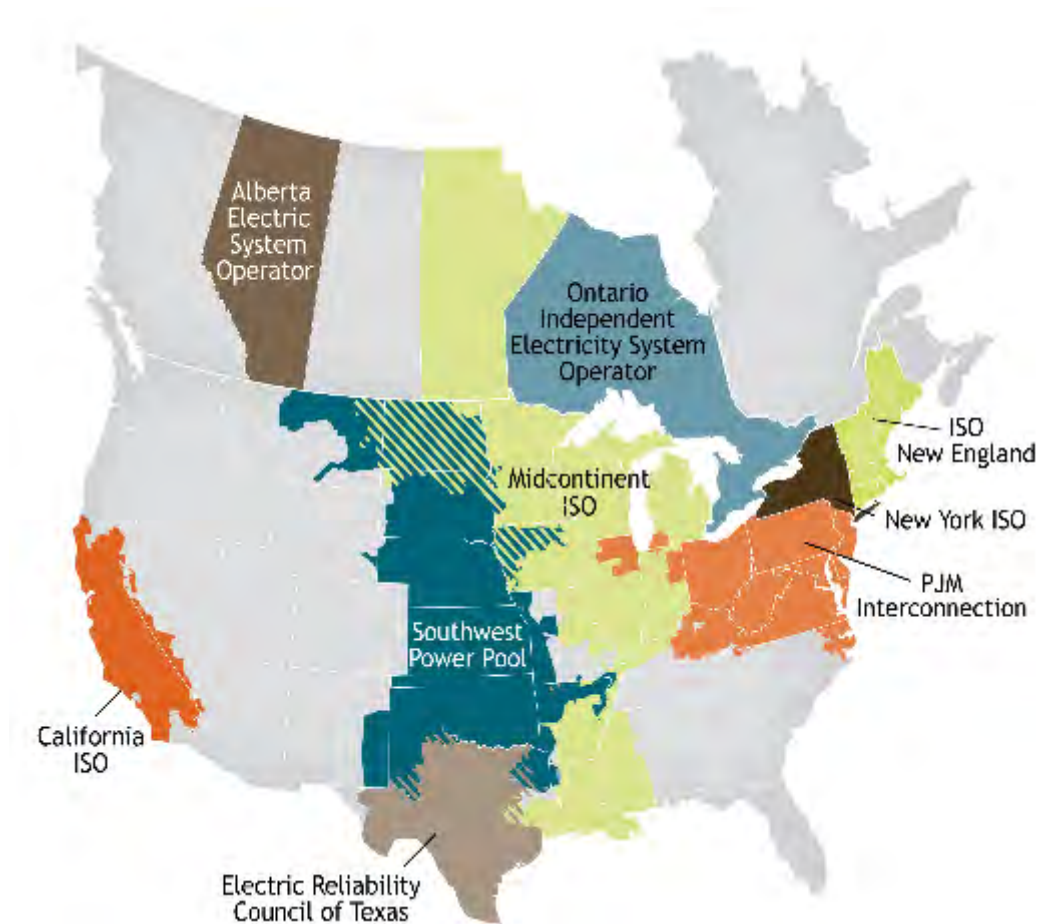 Alberta
Electric
System
Operator
Ontario
Independent
Electricity System
Operator
ISO
New England
Midcontinent
ISO
New York ISO
PJM
Interconnection
Southwest
Power Pool
California
ISO
Electric Reliability
Council of Texas